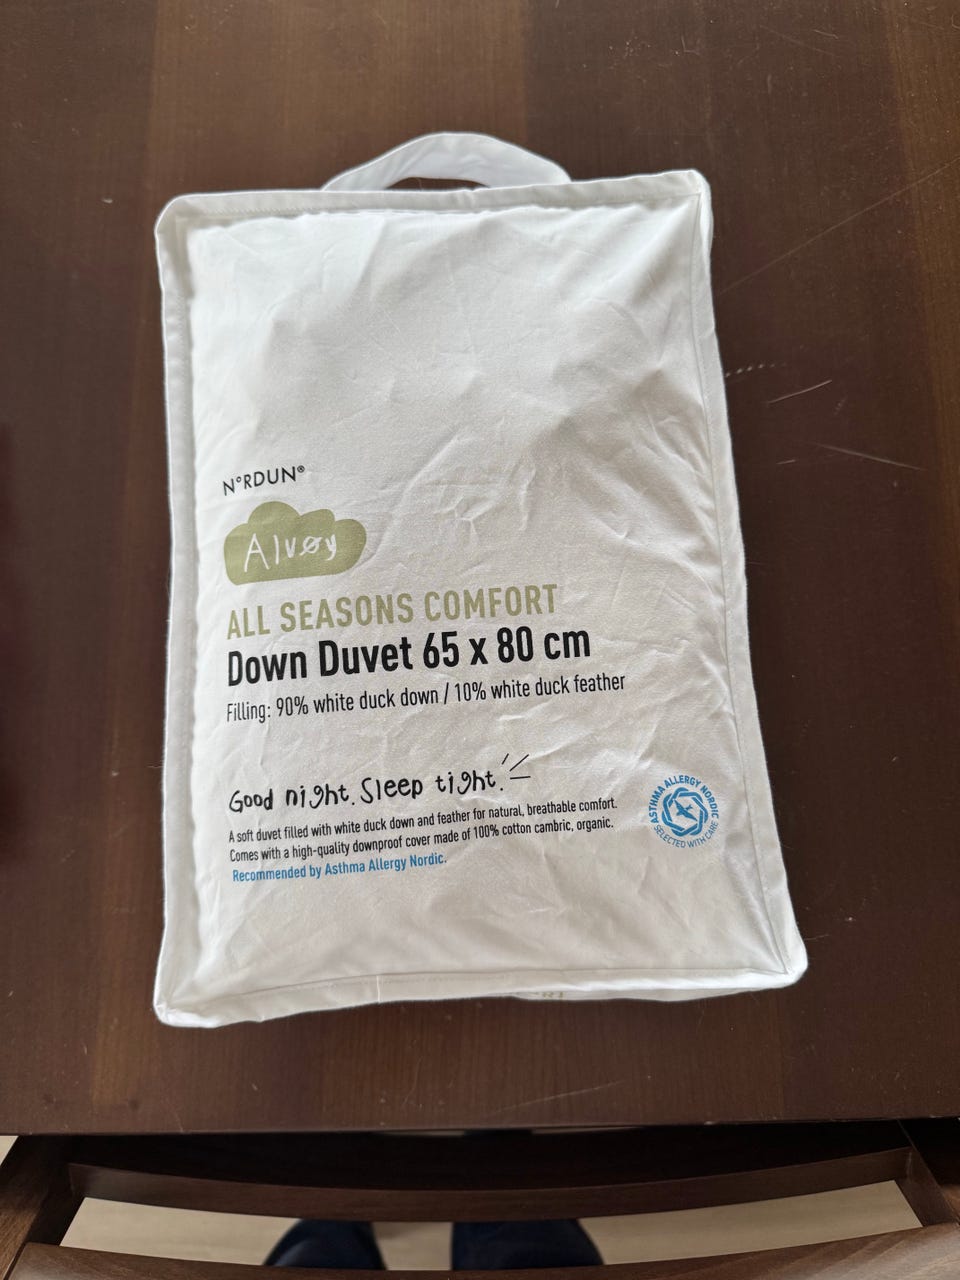 N°RDUN®
Alvøy
ALL SEASONS COMFORT
Down Duvet 65 x 80 cm
Filling: 90% white duck down / 10% white duck feather
Good night. Sleep tight.
A soft duvet filled with white duck down and feather for natural, breathable comfort.
Comes with a high-quality downproof cover made of 100% cotton cambric, organic.
Recommended by Asthma Allergy Nordic.
ASTHMA ALLERGY NORDIC
SELECTED WITH CARE